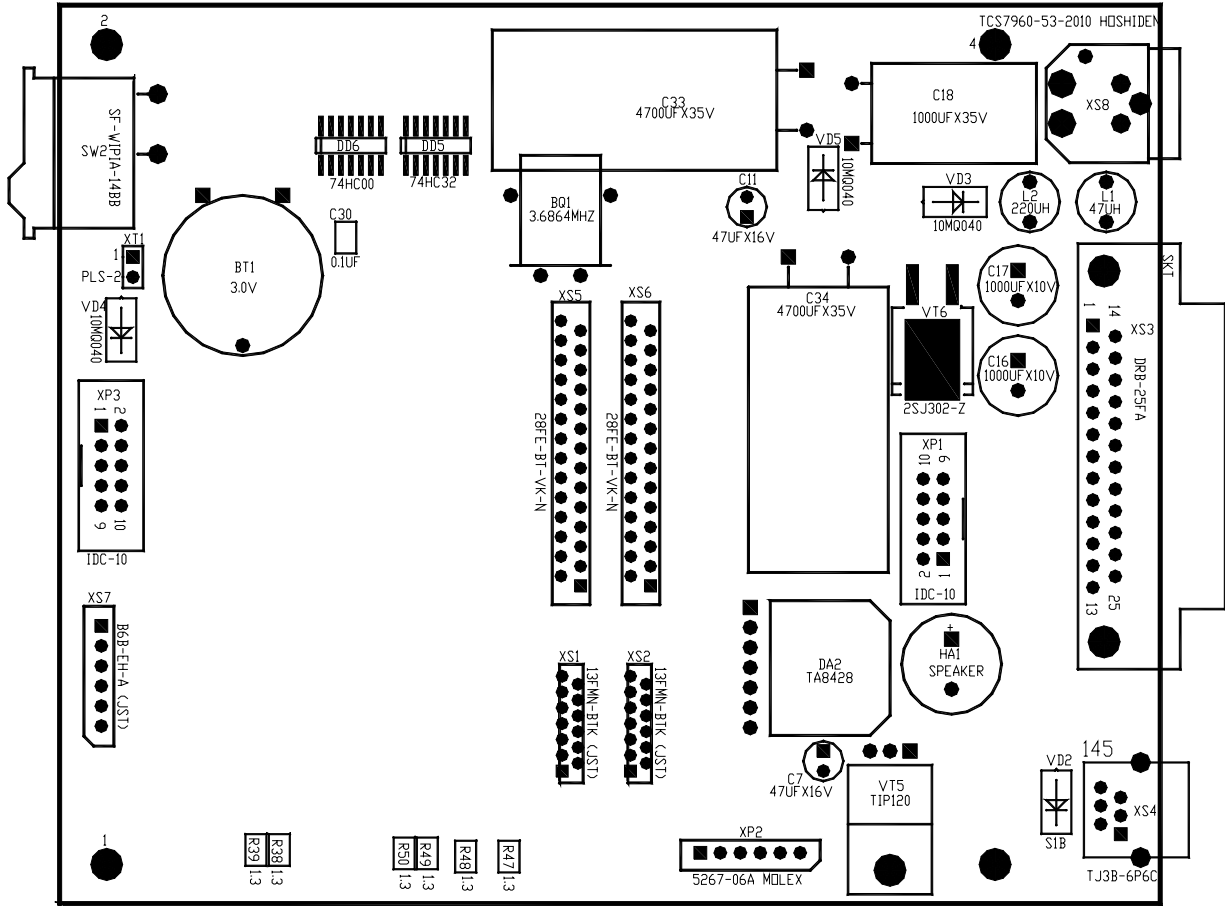 2
TCS7960-53-2010 HOSHIDEN
4
C33
4700UFX35V
C18
1000UFX35V
XS8
SF-WIPIA-14BB
SW2
DD6
DD5
74HC00
74HC32
VD5
10MQ040
C11
47UFX16V
VD3
10MQ040
L2
220UH
L1
47UH
BQ1
3.6864MHZ
C30
0.1UF
XT1
1
PLS-2
BT1
3.0V
VD4
10MQ040
XS5
XS6
C34
4700UFX35V
VT6
2SJ302-Z
C17
1000UFX10V
C16
1000UFX10V
SKT
1
14
XS3
DRB-25FA
13
25
XP3
1
2
9
10
IDC-10
28FE-BT-VK-N
28FE-BT-VK-N
XP1
10
9
2
1
IDC-10
XS7
B6B-EH-A (JST)
XS1
13FMN-BTK (JST)
XS2
13FMN-BTK (JST)
DA2
TA8428
+
HA1
SPEAKER
C7
47UFX16V
VT5
TIP120
VD2
S1B
145
XS4
TJ3B-6P6C
1
R39
1.3
R38
1.3
R50
1.3
R49
1.3
R48
1.3
R47
1.3
XP2
5267-06A MOLEX